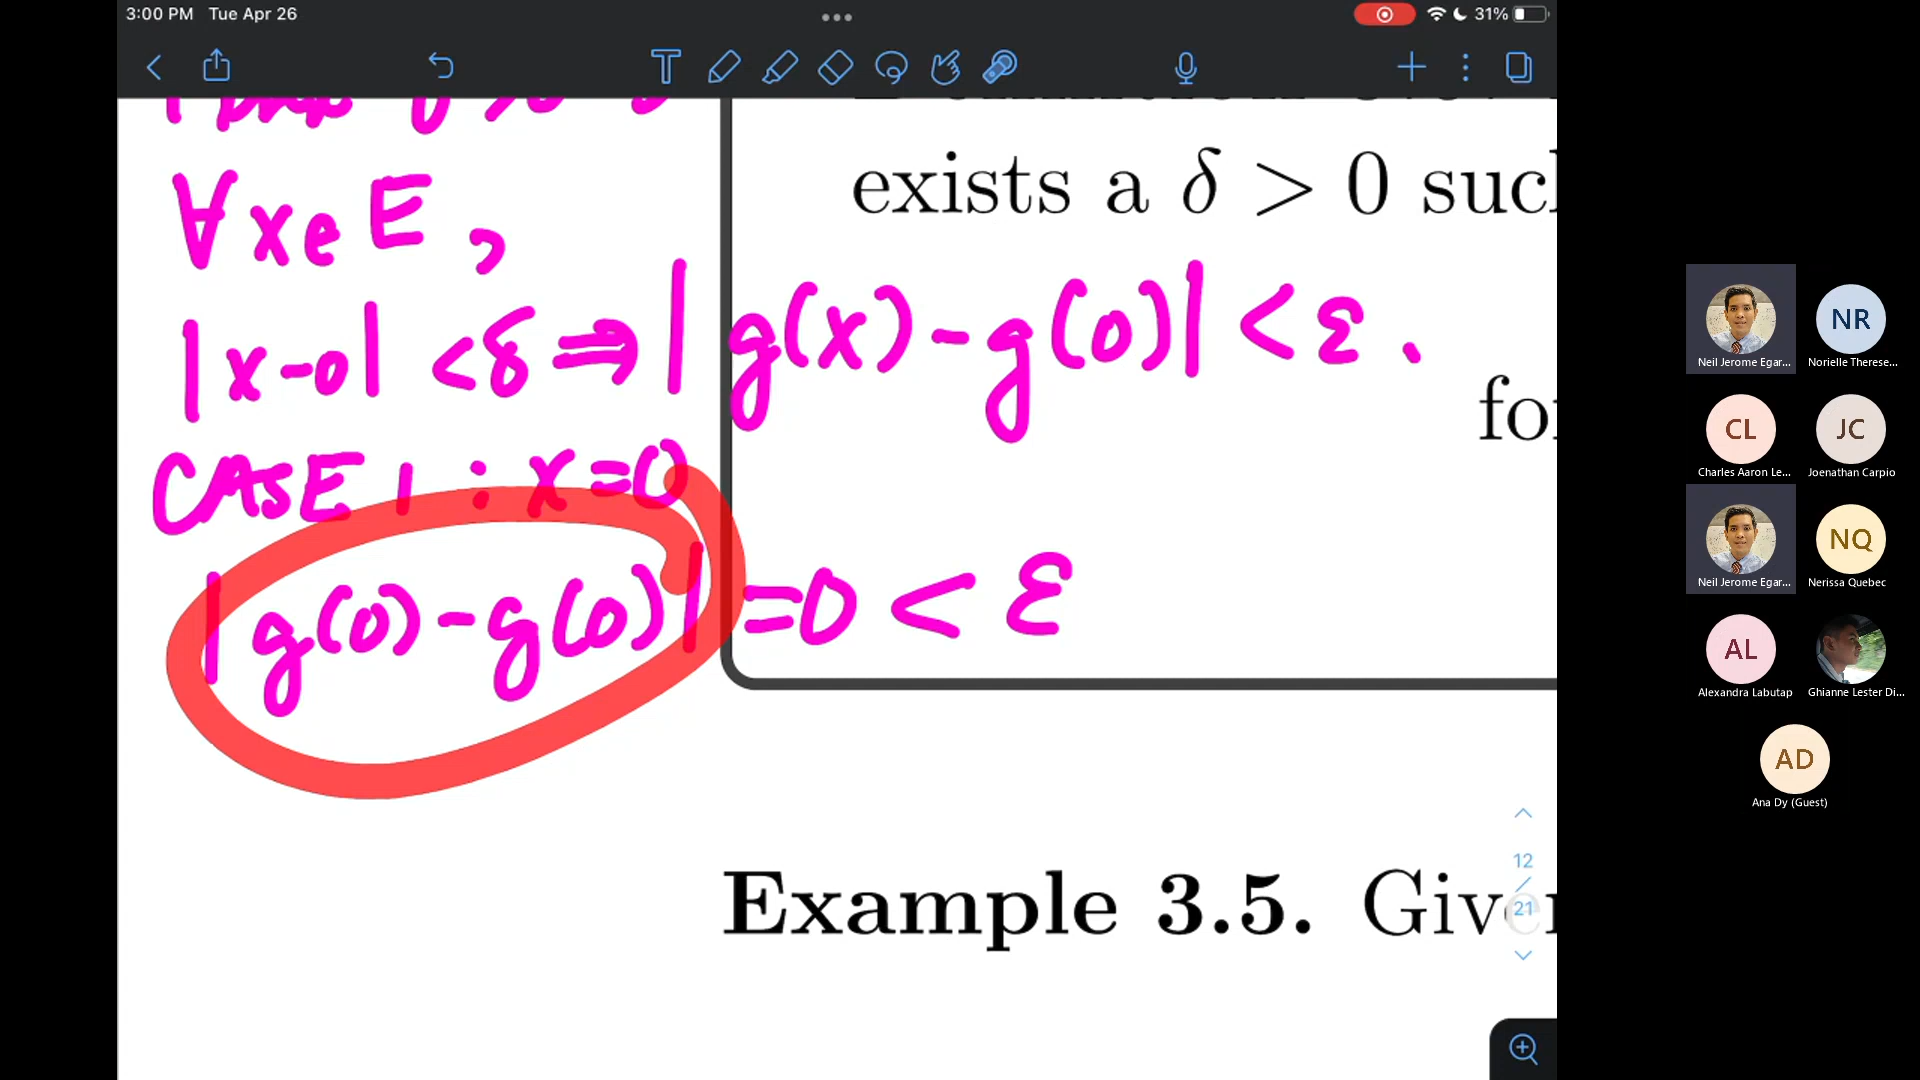 3:00 PM Tue Apr 26
31%
T
exists a δ > 0 suc
∀xεE,
|x-0| <δ ⇒ |g(x)-g(0)| <ε.
fo
CASE 1 : x=0
|g(0)-g(0)| =0 < ε
Example 3.5. Given
12
/
21
Neil Jerome Egar...
NR
Norielle Therese...
CL
Charles Aaron Le...
JC
Joenathan Carpio
Neil Jerome Egar...
NQ
Nerissa Quebec
AL
Alexandra Labutap
Ghianne Lester Di...
AD
Ana Dy (Guest)